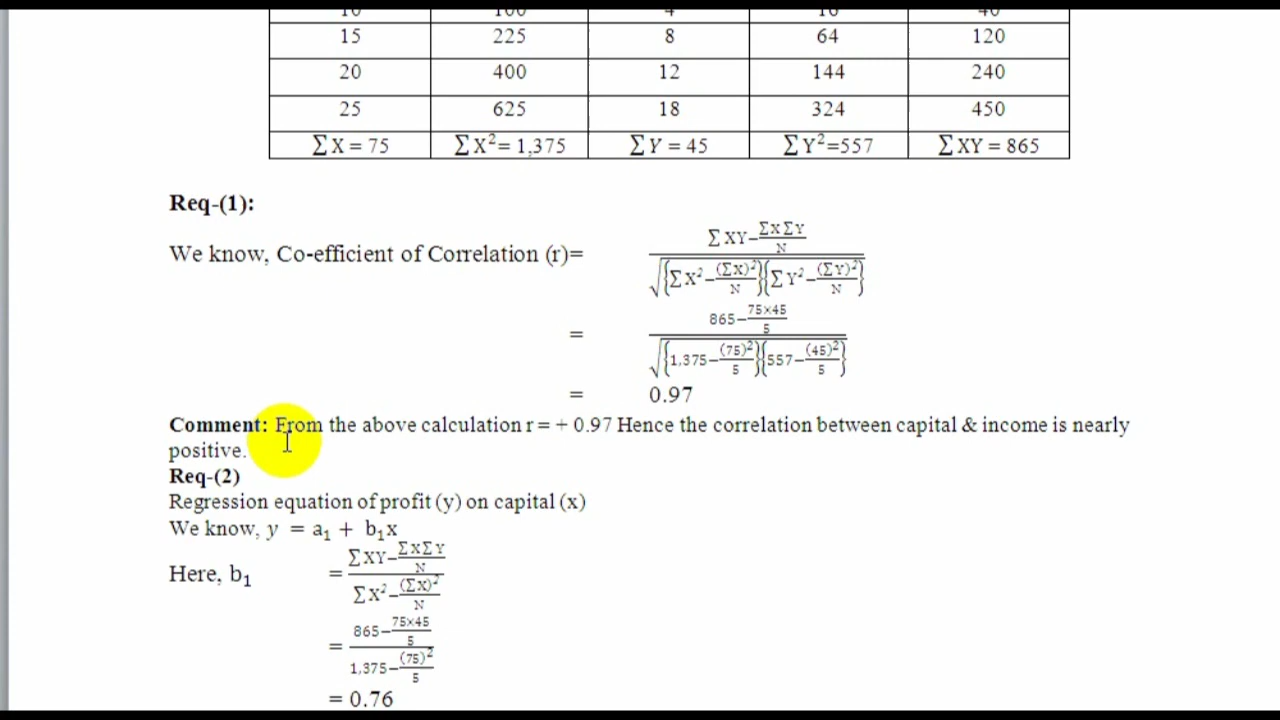 10 100 4 16 40
15 225 8 64 120
20 400 12 144 240
25 625 18 324 450
∑X = 75 ∑X²= 1,375 ∑Y = 45 ∑Y²=557 ∑XY = 865
Req-(1):
We know, Co-efficient of Correlation (r)= (∑XY-(∑X∑Y)/N) / √{∑X²-(∑X)²/N}{∑Y²-(∑Y)²/N}
= (865-(75×45)/5) / √{1,375-(75)²/5}{557-(45)²/5}
= 0.97
Comment: From the above calculation r = + 0.97 Hence the correlation between capital & income is nearly
positive.
Req-(2)
Regression equation of profit (y) on capital (x)
We know, y = a₁ + b₁x
Here, b₁ = (∑XY-(∑X∑Y)/N) / (∑X²-(∑X)²/N)
= (865-(75×45)/5) / (1,375-(75)²/5)
= 0.76